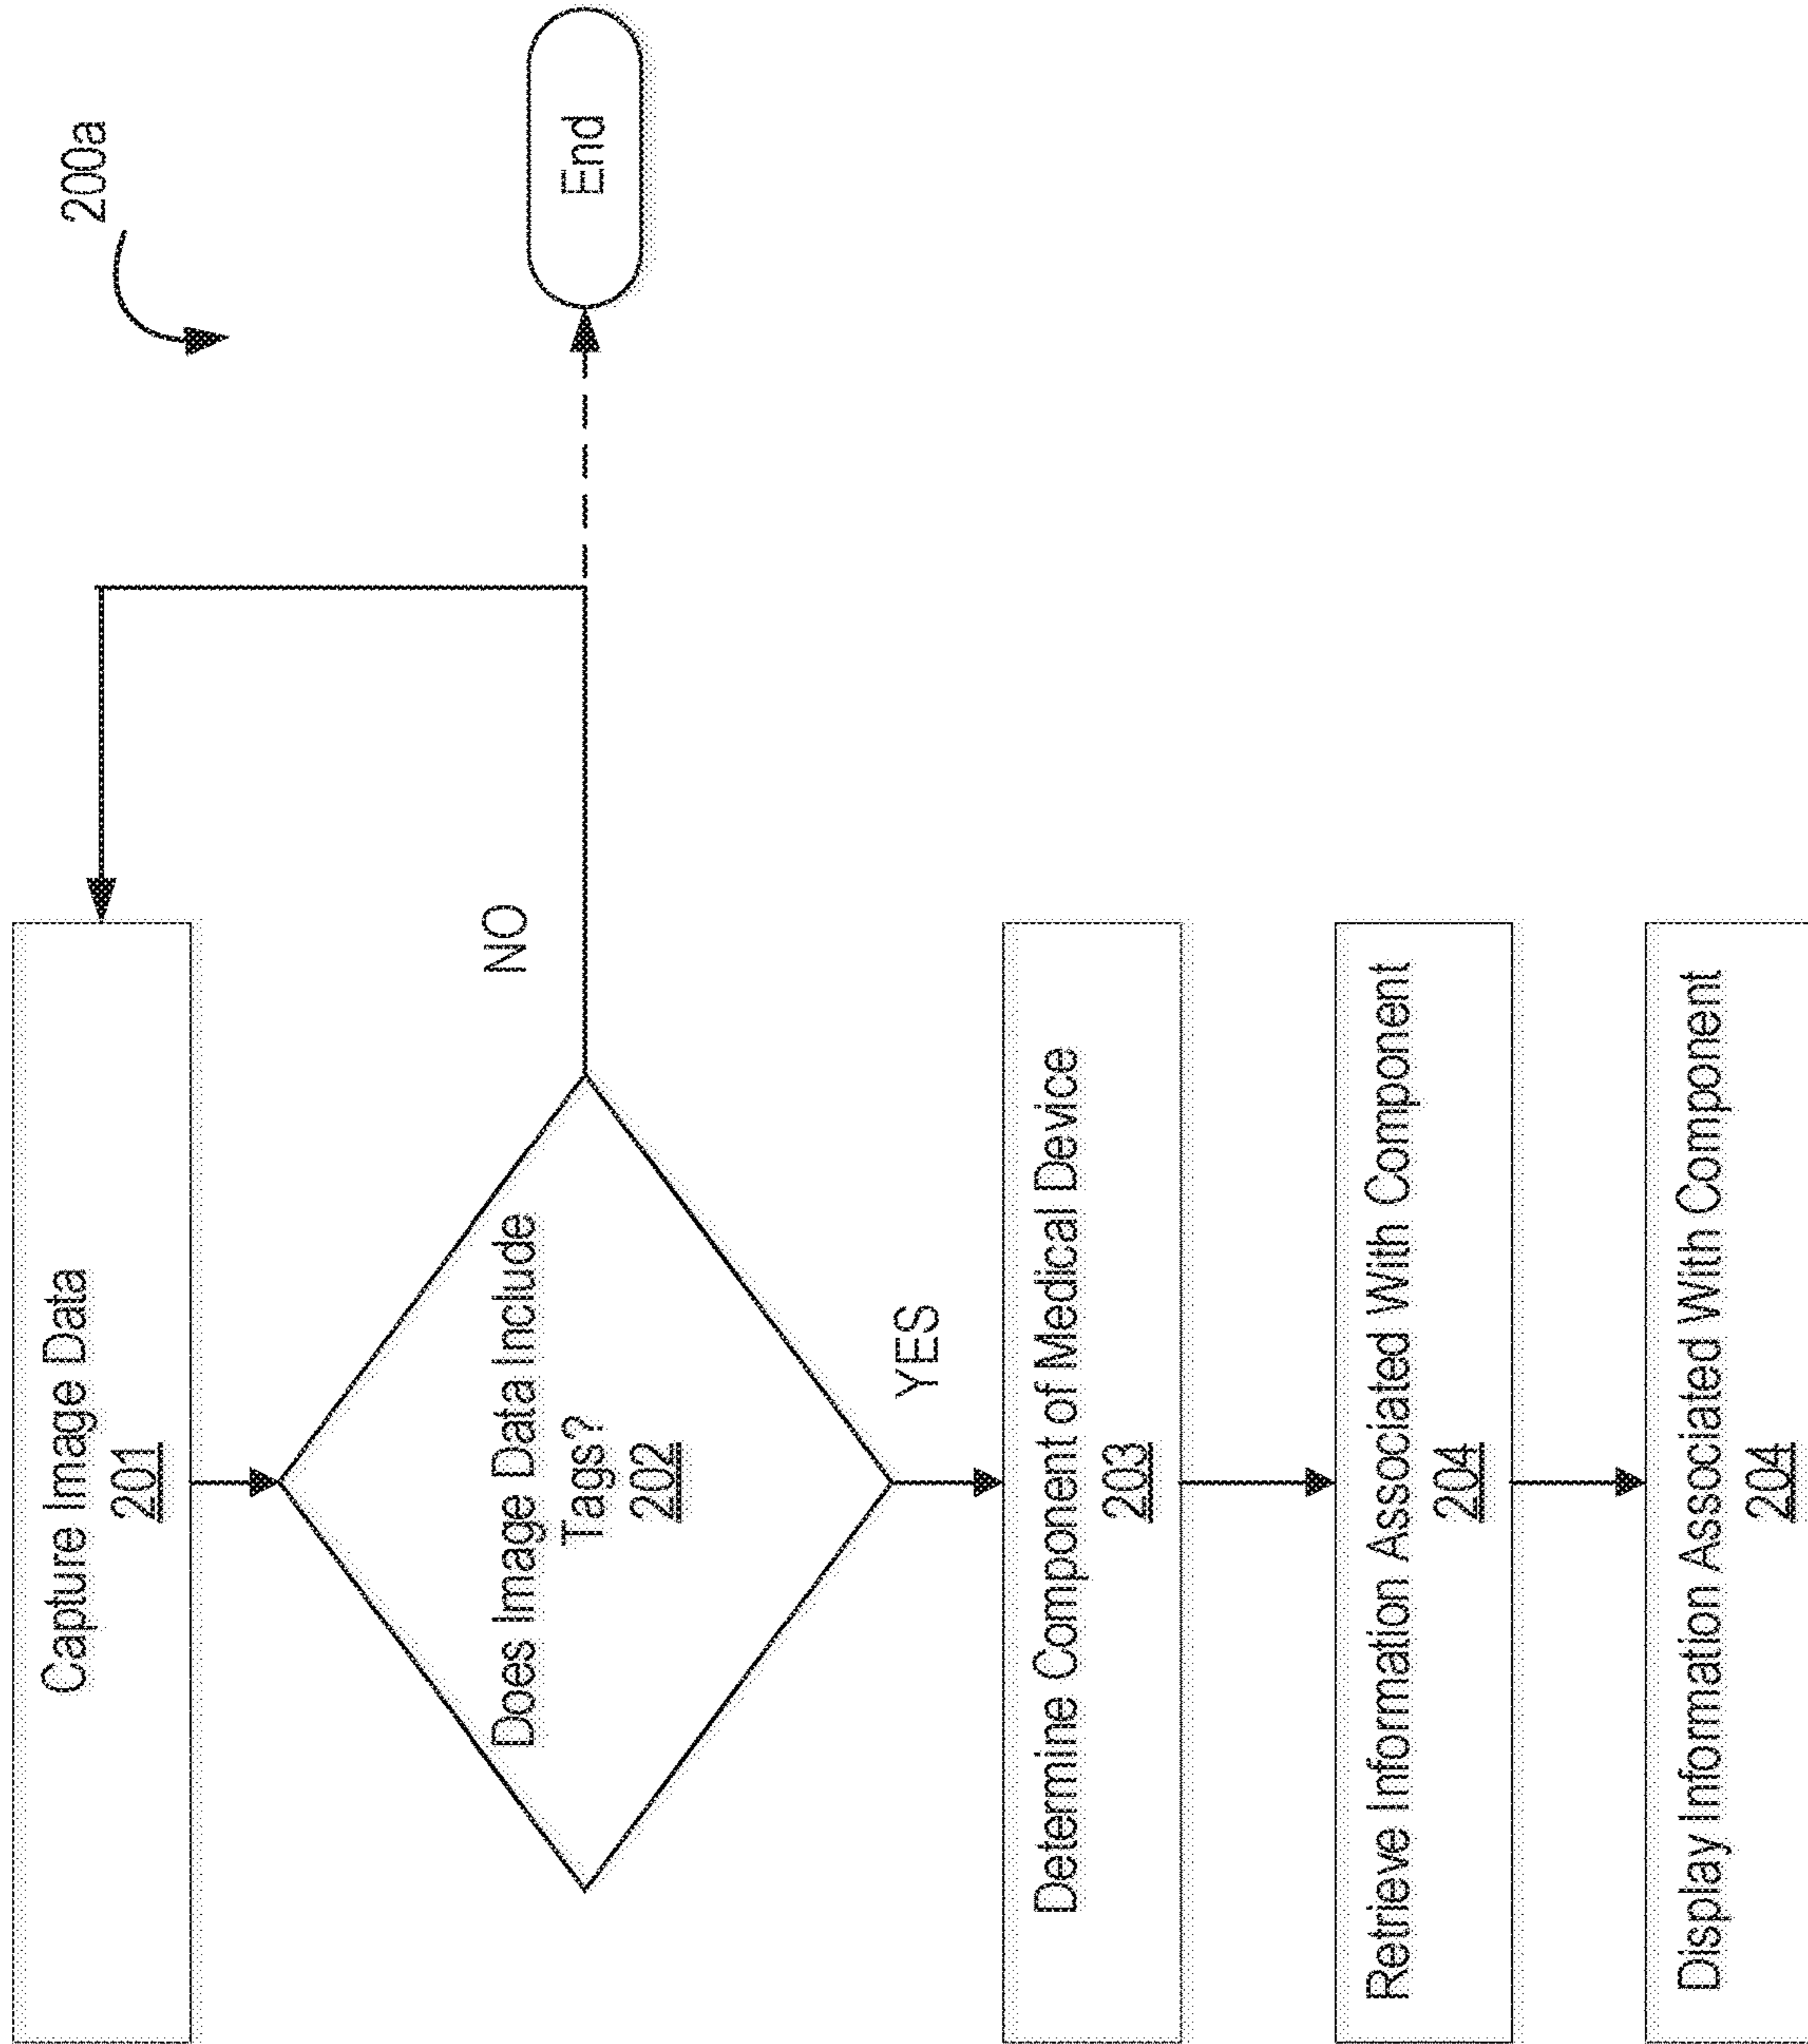 200a
Capture Image Data
201
Does Image Data Include
Tags?
202
NO
End
YES
Determine Component of Medical Device
203
Retrieve Information Associated With Component
204
Display Information Associated With Component
204